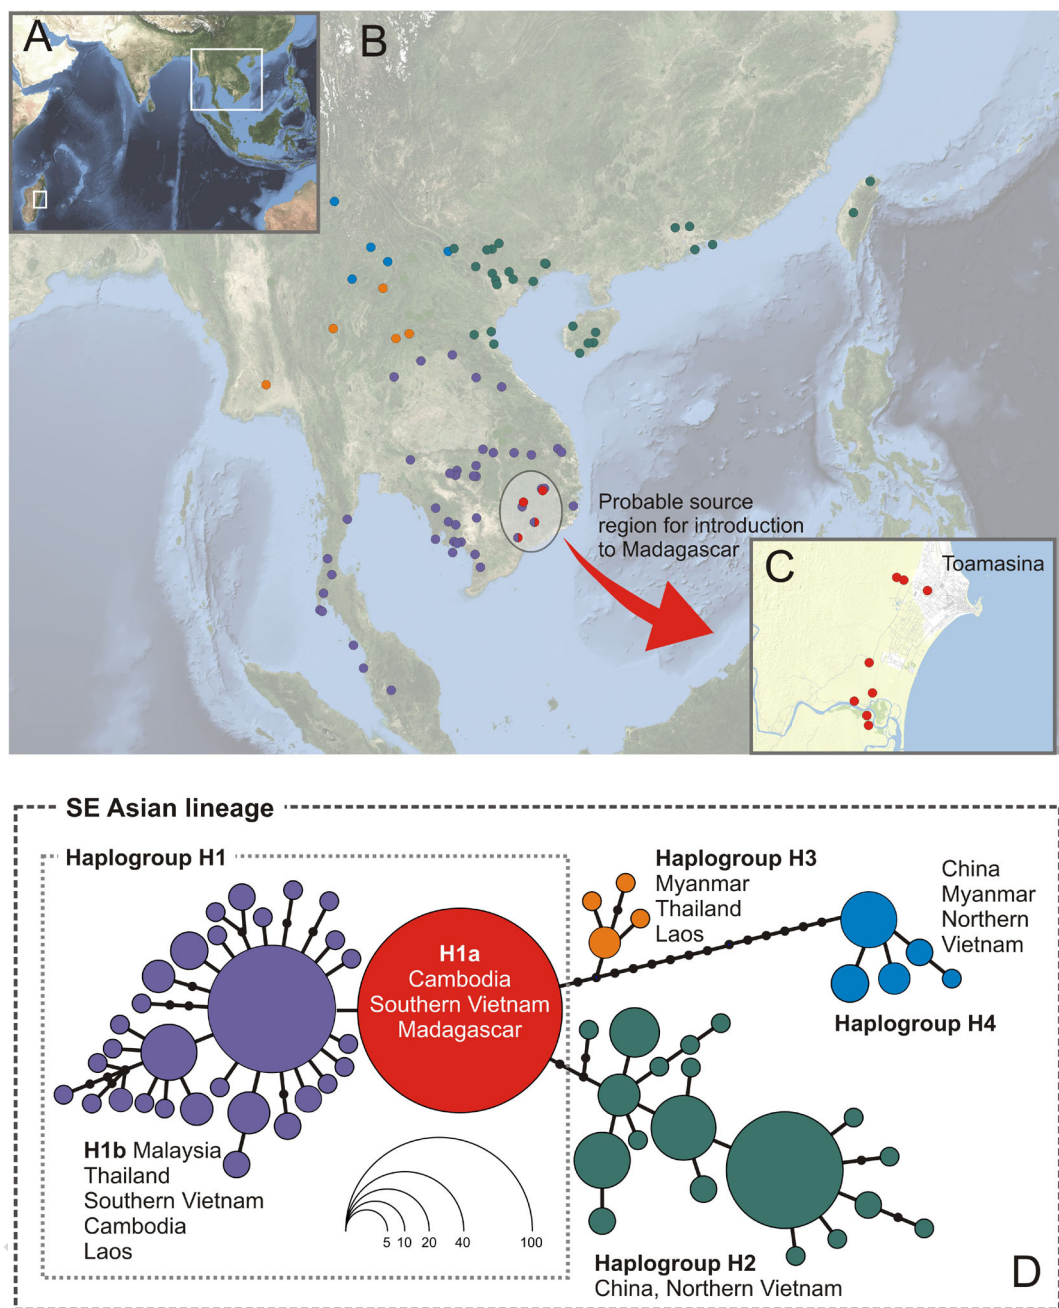 A
B
Probable source
region for introduction
to Madagascar
C
Toamasina
SE Asian lineage
Haplogroup H1
H1a
Cambodia
Southern Vietnam
Madagascar
H1b Malaysia
Thailand
Southern Vietnam
Cambodia
Laos
5 10 20 40 100
Haplogroup H3
Myanmar
Thailand
Laos
China
Myanmar
Northern
Vietnam
Haplogroup H4
Haplogroup H2
China, Northern Vietnam
D